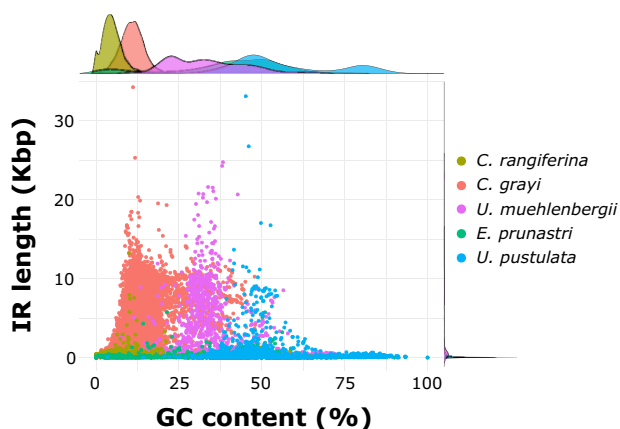 IR length (Kbp)
30
20
10
0
0
25
50
75
100
GC content (%)
C. rangiferina
C. grayi
U. muehlenbergii
E. prunastri
U. pustulata